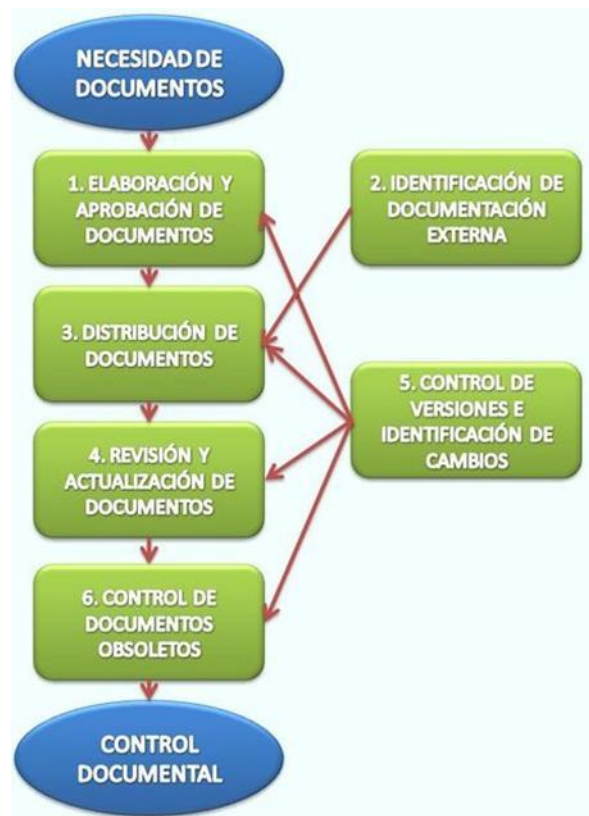 NECESIDAD DE
DOCUMENTOS
1. ELABORACIÓN Y
APROBACIÓN DE
DOCUMENTOS
2. IDENTIFICACIÓN DE
DOCUMENTACIÓN
EXTERNA
3. DISTRIBUCIÓN DE
DOCUMENTOS
4. REVISIÓN Y
ACTUALIZACIÓN DE
DOCUMENTOS
5. CONTROL DE
VERSIONES E
IDENTIFICACIÓN DE
CAMBIOS
6. CONTROL DE
DOCUMENTOS
OBSOLETOS
CONTROL
DOCUMENTAL